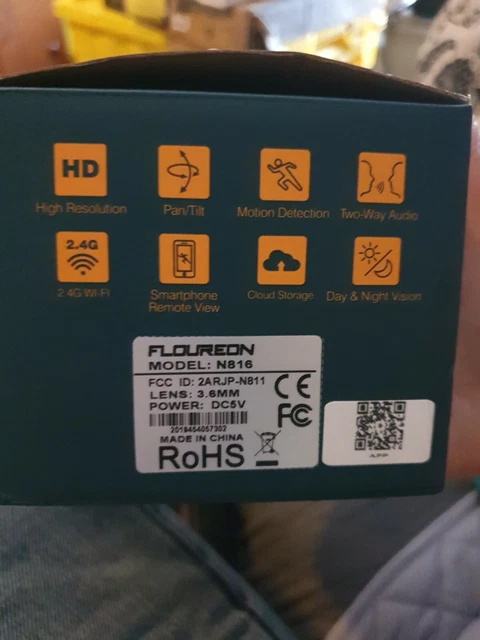 HD
High Resolution
Pan/Tilt
Motion Detection
Two-Way Audio
2.4G
2.4G WI-FI
Smartphone
Remote View
Cloud Storage
Day & Night Vision
FLOUREON
MODEL: N816
FCC ID: 2ARJP-N811
LENS: 3.6MM
POWER: DC5V
CE
FC
2019454057302
MADE IN CHINA
RoHS
APP